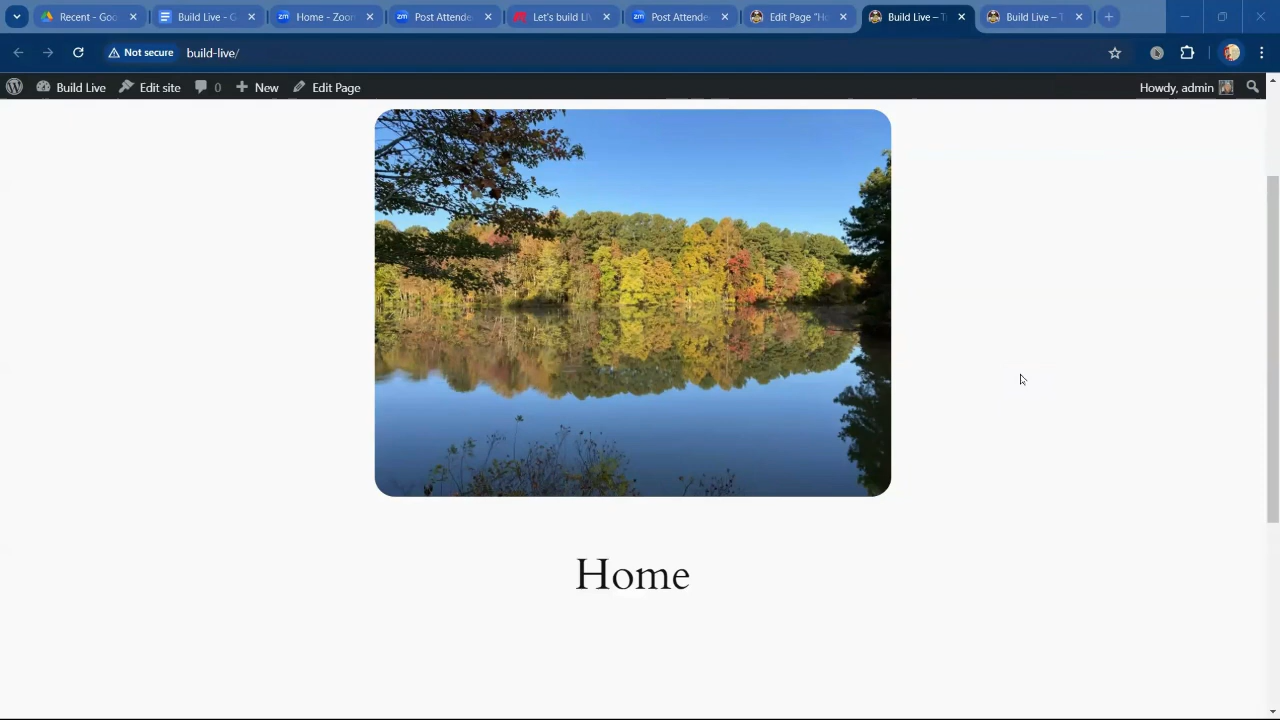 Recent - Goo
Build Live - G
Home - Zoom
Post Attende
Let's build LI
Post Attende
Edit Page "Ho
Build Live – T
Build Live – T
Not secure
build-live/
Build Live
Edit site
0
New
Edit Page
Howdy, admin
Home